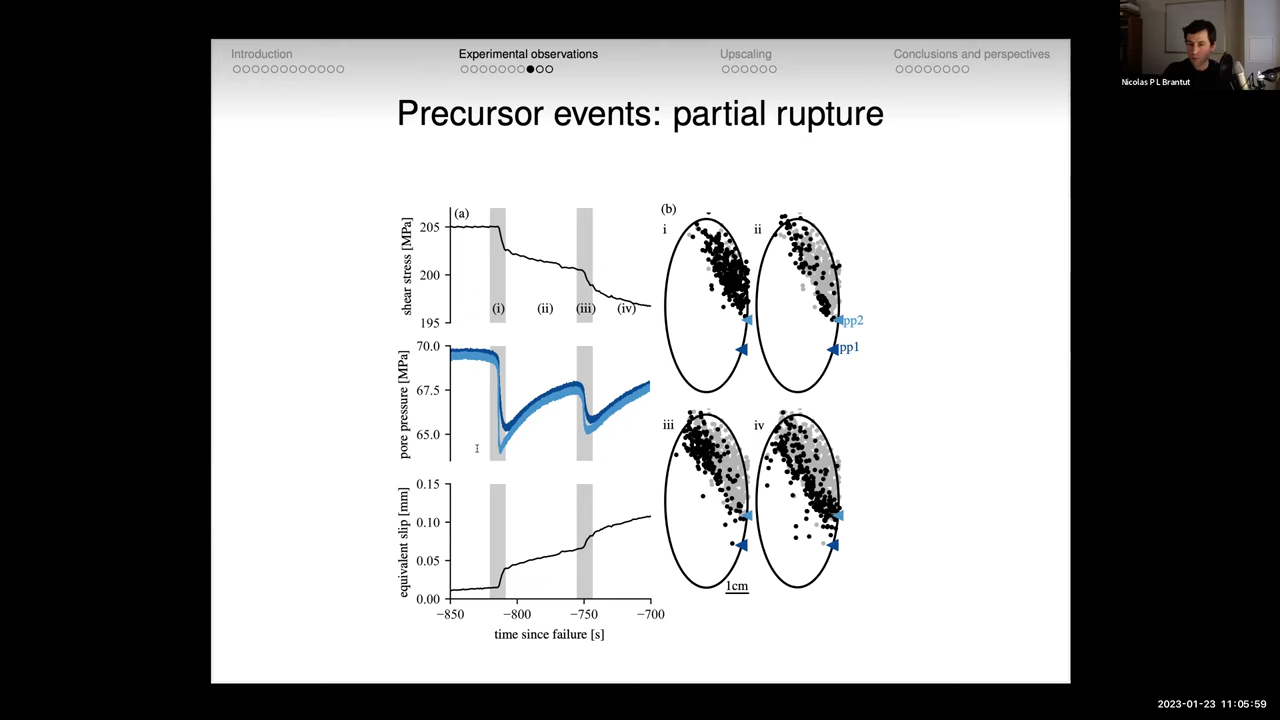 Introduction
Experimental observations
Upscaling
Conclusions and perspectives
Nicolas P L Brantut
Precursor events: partial rupture
(a)
205
200
195
shear stress [MPa]
(i)
(ii)
(iii)
(iv)
70.0
67.5
65.0
pore pressure [MPa]
0.15
0.10
0.05
0.00
equivalent slip [mm]
−850
−800
−750
−700
time since failure [s]
(b)
i
ii
pp2
pp1
iii
iv
1cm
2023-01-23 11:05:59